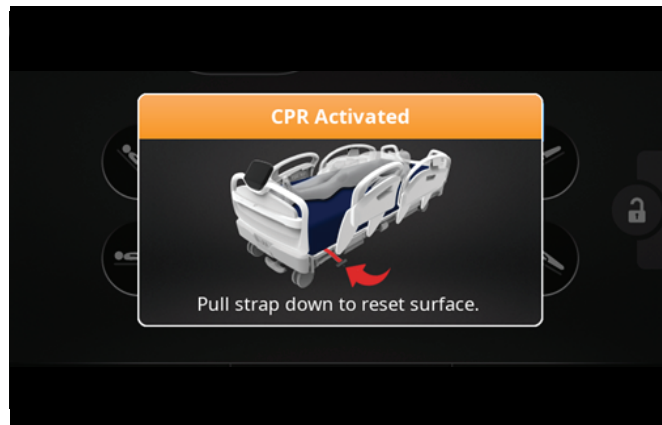 CPR Activated
Pull strap down to reset surface.